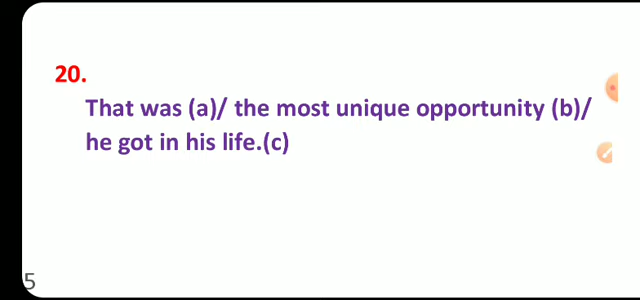 20.
That was (a)/ the most unique opportunity (b)/
he got in his life.(c)
5